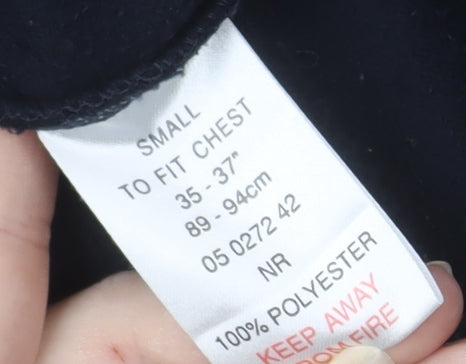 SMALL
TO FIT CHEST
35 - 37"
89 - 94cm
05 0272 42
NR
100% POLYESTER
KEEP AWAY
FROM FIRE